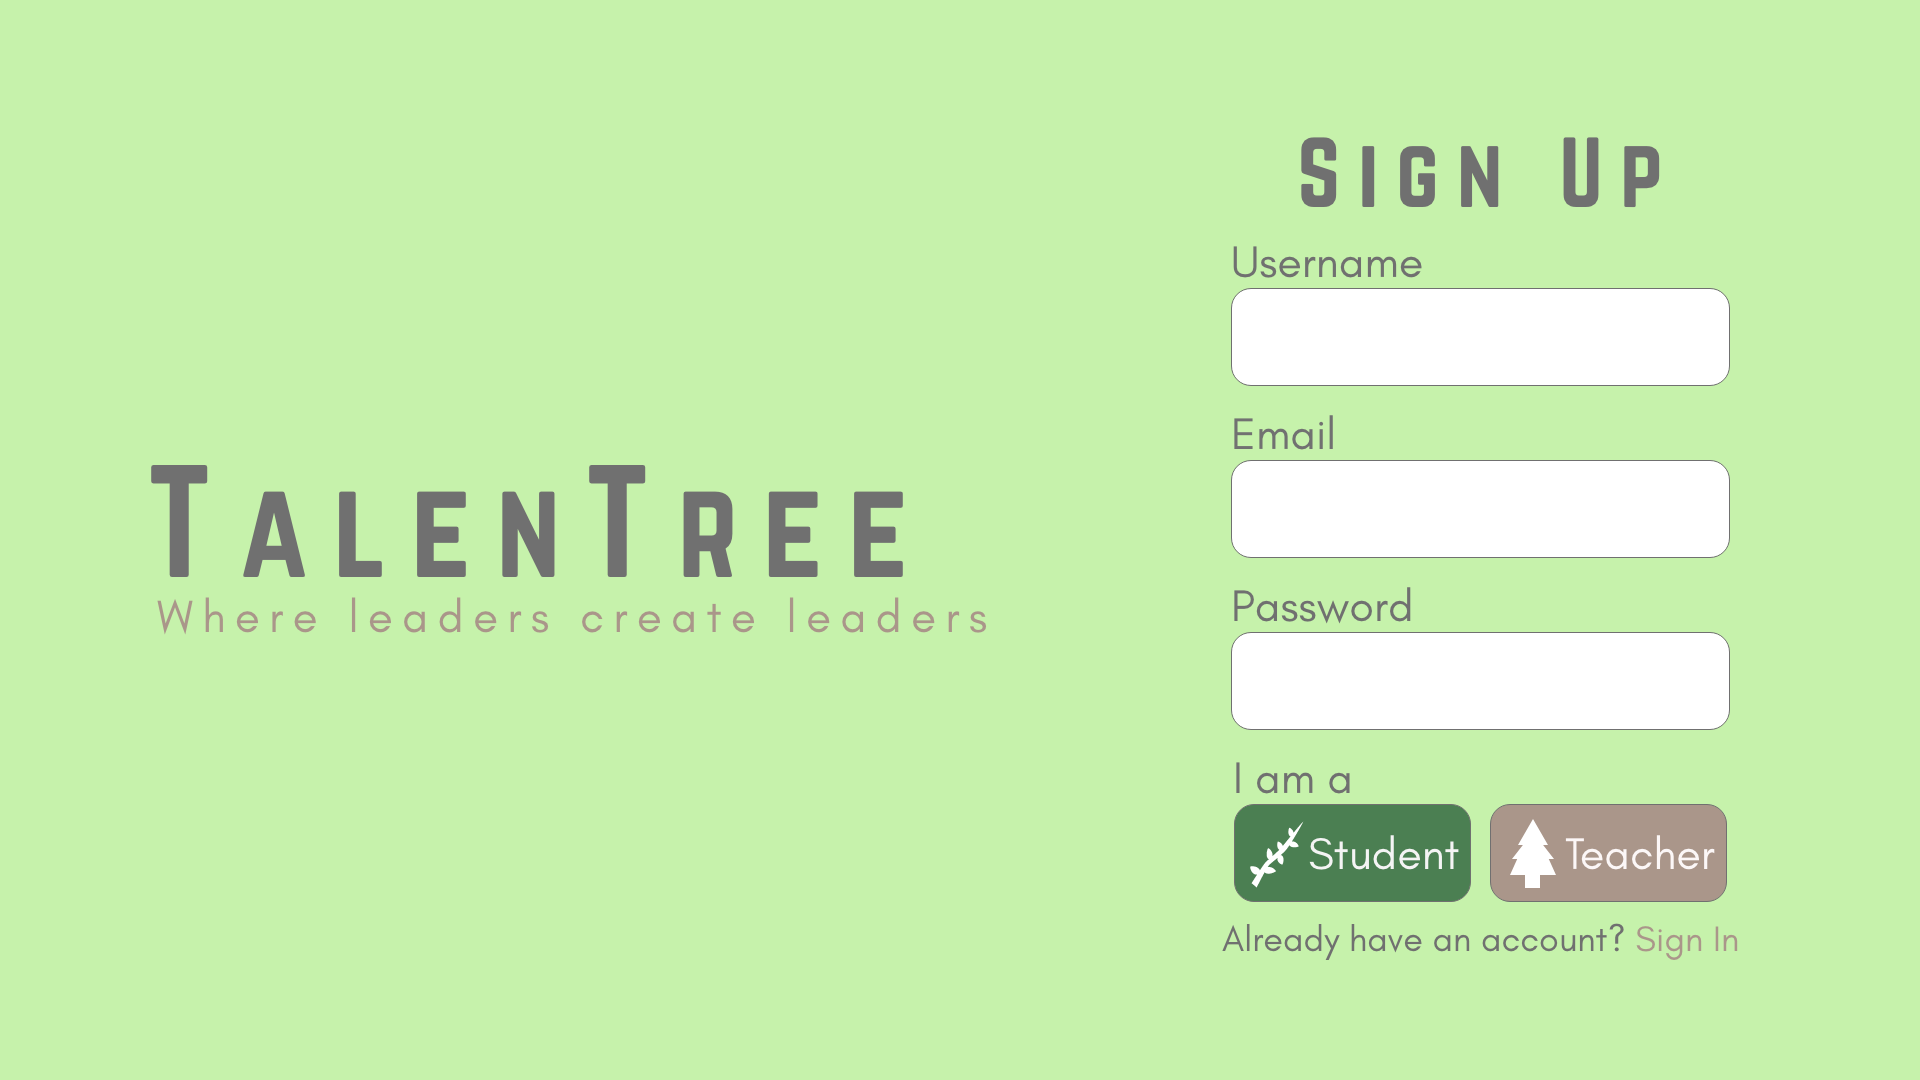 TalenTree
Where leaders create leaders
Sign Up
Username
Email
Password
I am a
Student
Teacher
Already have an account? Sign In